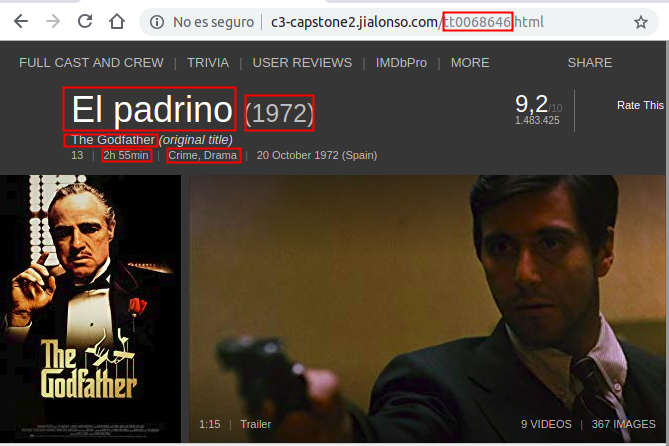 No es seguro | c3-capstone2.jialonso.com/tt0068646.html
FULL CAST AND CREW | TRIVIA | USER REVIEWS | IMDbPro | MORE SHARE
El padrino (1972)
9,2/10
1.483.425
Rate This
The Godfather (original title)
13 | 2h 55min | Crime, Drama | 20 October 1972 (Spain)
The
Godfather
1:15 | Trailer
9 VIDEOS | 367 IMAGES